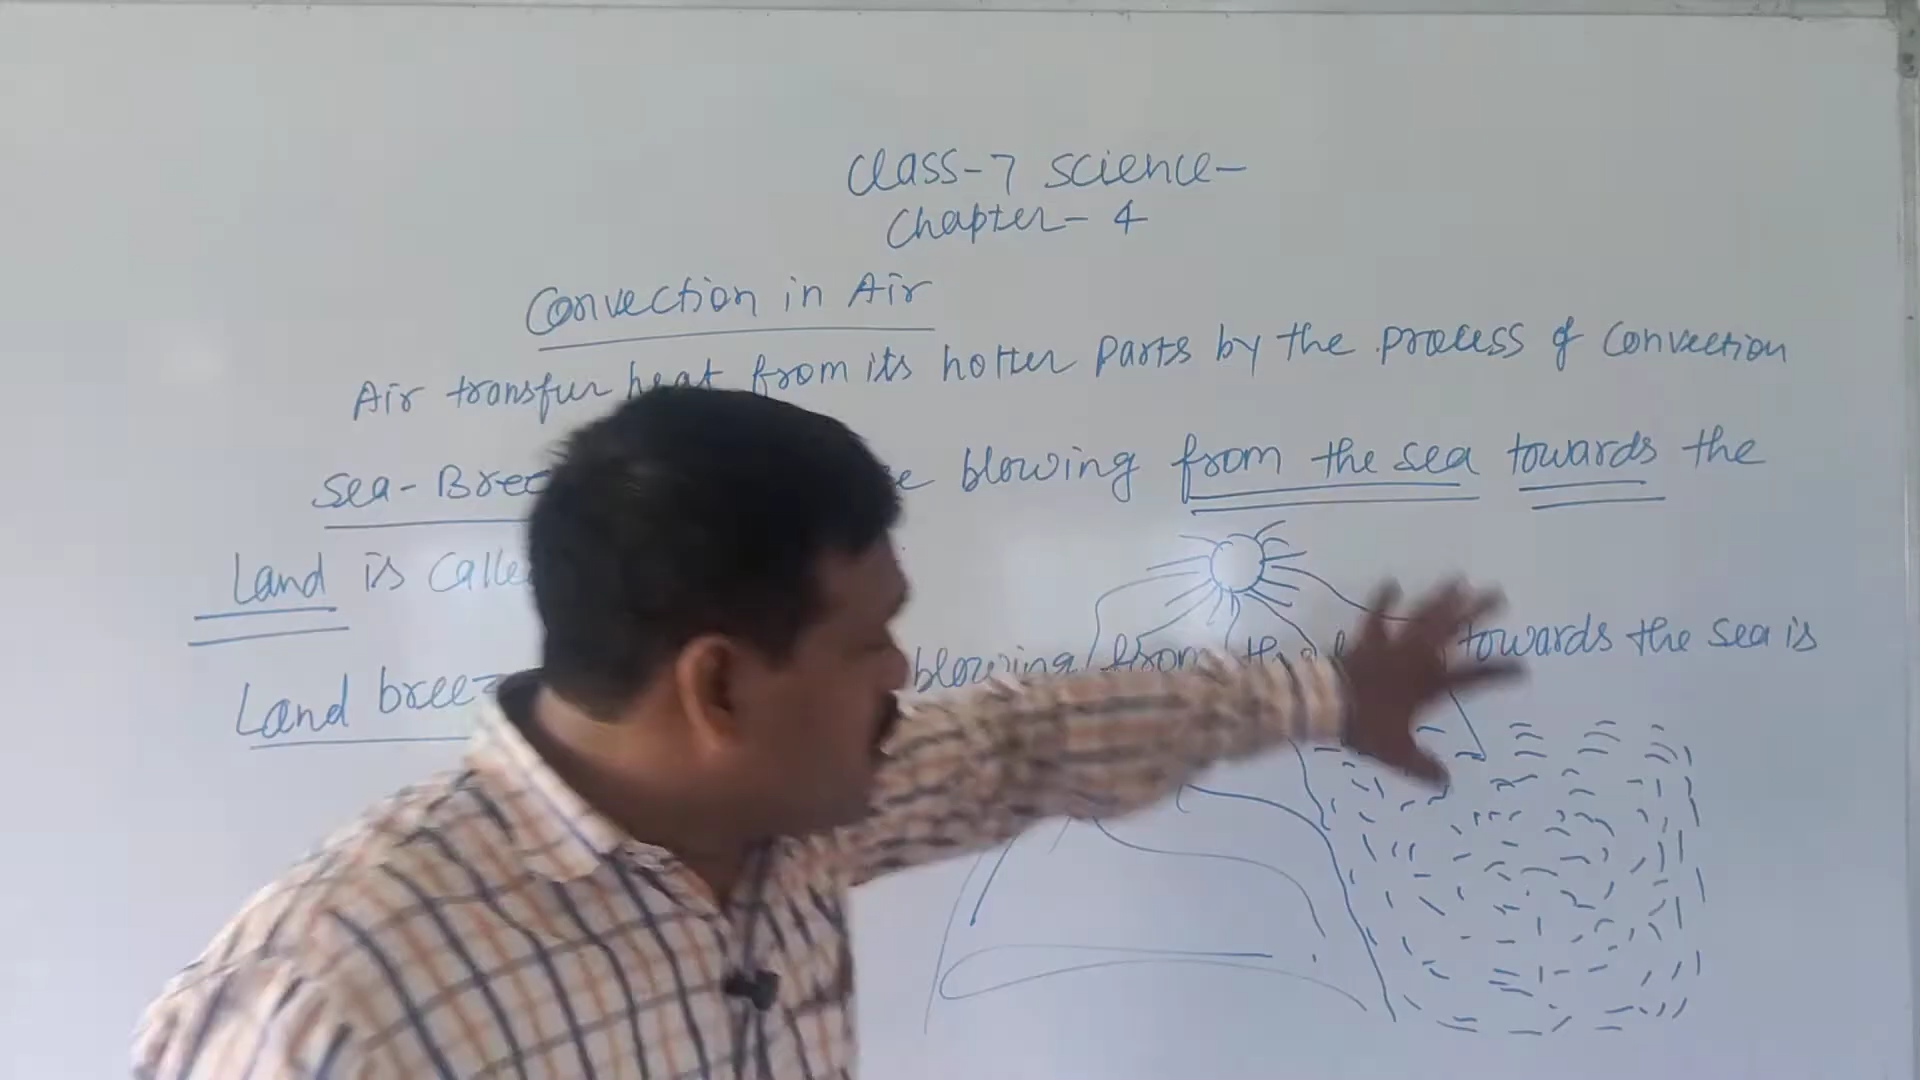 Class-7 Science-
Chapter-4
Convection in Air
Air transfer heat from its hotter parts by the process of convection
Sea-Bree blowing from the sea towards the
Land is calle
Land breez blowing from towards the sea is